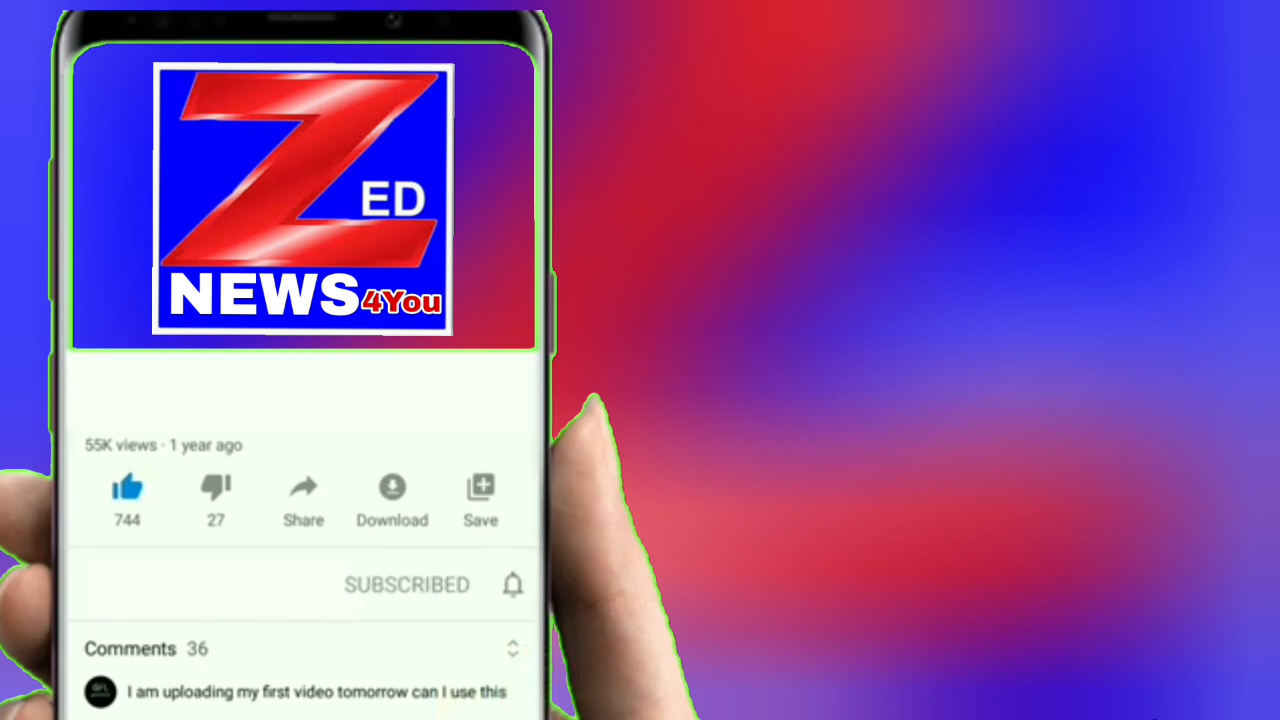 ZED
NEWS 4You
55K views · 1 year ago
744 27 Share Download Save
SUBSCRIBED
Comments 36
I am uploading my first video tomorrow can I use this